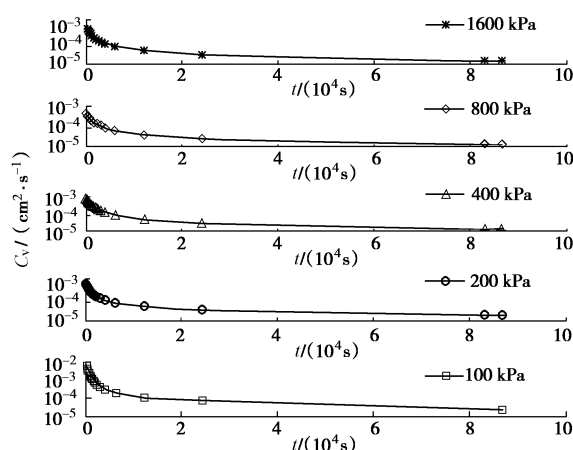 10⁻³
10⁻⁴
10⁻⁵
1600 kPa
0 2 4 6 8 10
t/(10⁴s)
10⁻³
10⁻⁴
10⁻⁵
800 kPa
0 2 4 6 8 10
t/(10⁴s)
Cᵥ/(cm²·s⁻¹)
10⁻³
10⁻⁴
10⁻⁵
400 kPa
0 2 4 6 8 10
t/(10⁴s)
10⁻³
10⁻⁴
10⁻⁵
200 kPa
0 2 4 6 8 10
t/(10⁴s)
10⁻²
10⁻³
10⁻⁴
10⁻⁵
100 kPa
0 2 4 6 8 10
t/(10⁴s)